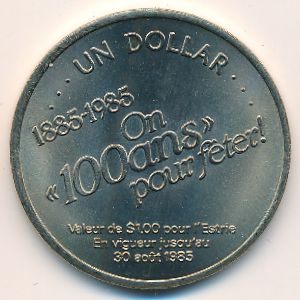 UN DOLLAR
1885-1985
On
«100ans»
pour fêter!
Valeur de $1.00 pour l'Estrie
En vigueur jusqu'au
30 août 1985